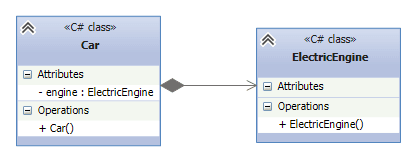 «C# class»
Car
Attributes
- engine : ElectricEngine
Operations
+ Car()
«C# class»
ElectricEngine
Attributes
Operations
+ ElectricEngine()